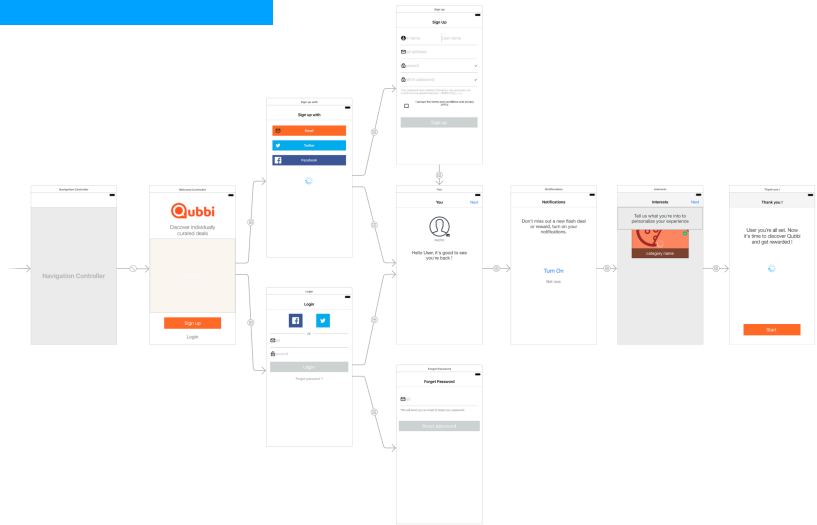 Sign up
Sign Up
Last name
I accept the terms and conditions and privacy
policy
Sign up
Sign up with
Sign up with
Email
Twitter
Facebook
Navigation Controller
Navigation Controller
Welcome Controller
Qubbi
Discover individually
curated deals
Sign up
Login
Login
Login
or
Login
Forgot password ?
You
You
Next
Hello User, it's good to see
you're back !
Forget Password
Forget Password
Reset password
Notifications
Notifications
Don't miss out a new flash deal
or reward, turn on your
notifications.
Turn On
Not now
Interests
Interests
Next
Tell us what you're into to
personalize your experience
category name
Thank you !
Thank you !
User you're all set. Now
it's time to discover Qubbi
and get rewarded !
Start